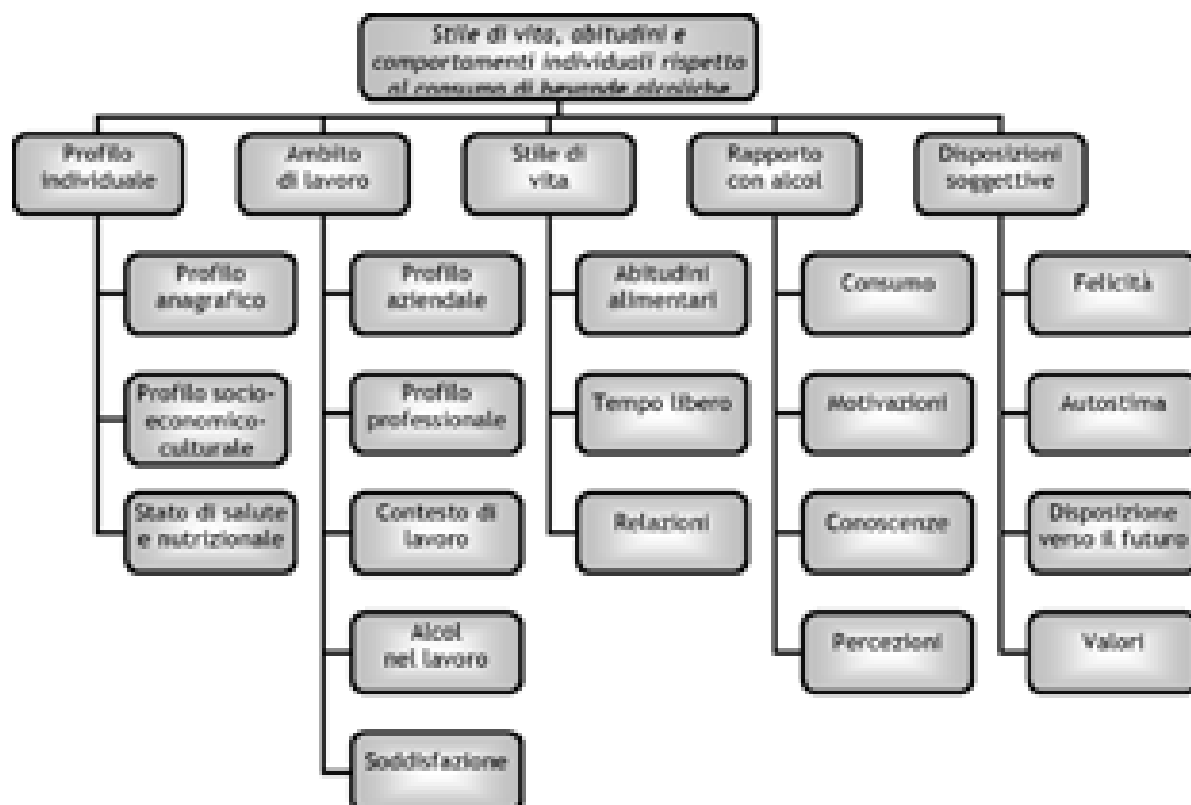 Stile di vita, abitudini e
comportamenti individuali rispetto
al consumo di bevande alcoliche
Profilo
individuale
Ambito
di lavoro
Stile di
vita
Rapporto
con alcol
Disposizioni
soggettive
Profilo
anagrafico
Profilo
aziendale
Abitudini
alimentari
Consumo
Felicità
Profilo socio-
economico-
culturale
Profilo
professionale
Tempo libero
Motivazioni
Autostima
Stato di salute
e nutrizionale
Contesto di
lavoro
Relazioni
Conoscenze
Disposizione
verso il futuro
Alcol
nel lavoro
Percezioni
Valori
Soddisfazione